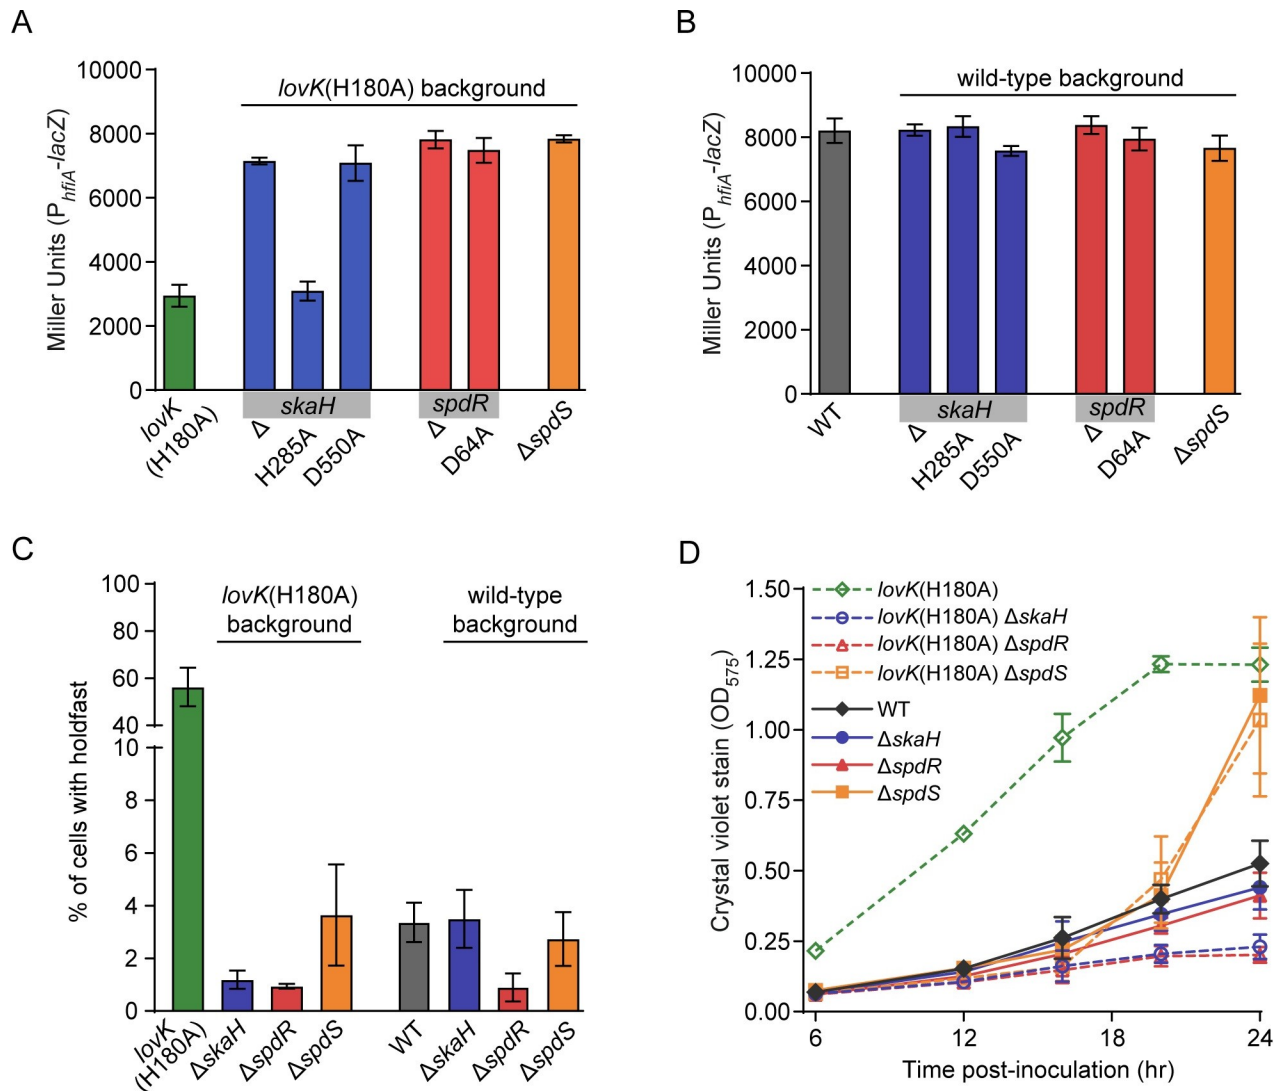 A
10000
8000
6000
4000
2000
0
Miller Units (PhfiA-lacZ)
lovK(H180A) background
lovK
(H180A)
Δ
H285A
D550A
skaH
Δ
D64A
spdR
ΔspdS
B
10000
8000
6000
4000
2000
0
Miller Units (PhfiA-lacZ)
wild-type background
WT
Δ
H285A
D550A
skaH
Δ
D64A
spdR
ΔspdS
C
100
80
60
40
10
8
6
4
2
0
% of cells with holdfast
lovK(H180A)
background
wild-type
background
lovK
(H180A)
ΔskaH
ΔspdR
ΔspdS
WT
ΔskaH
ΔspdR
ΔspdS
D
1.50
1.25
1.00
0.75
0.50
0.25
0.00
Crystal violet stain (OD575)
lovK(H180A)
lovK(H180A) ΔskaH
lovK(H180A) ΔspdR
lovK(H180A) ΔspdS
WT
ΔskaH
ΔspdR
ΔspdS
6
12
18
24
Time post-inoculation (hr)